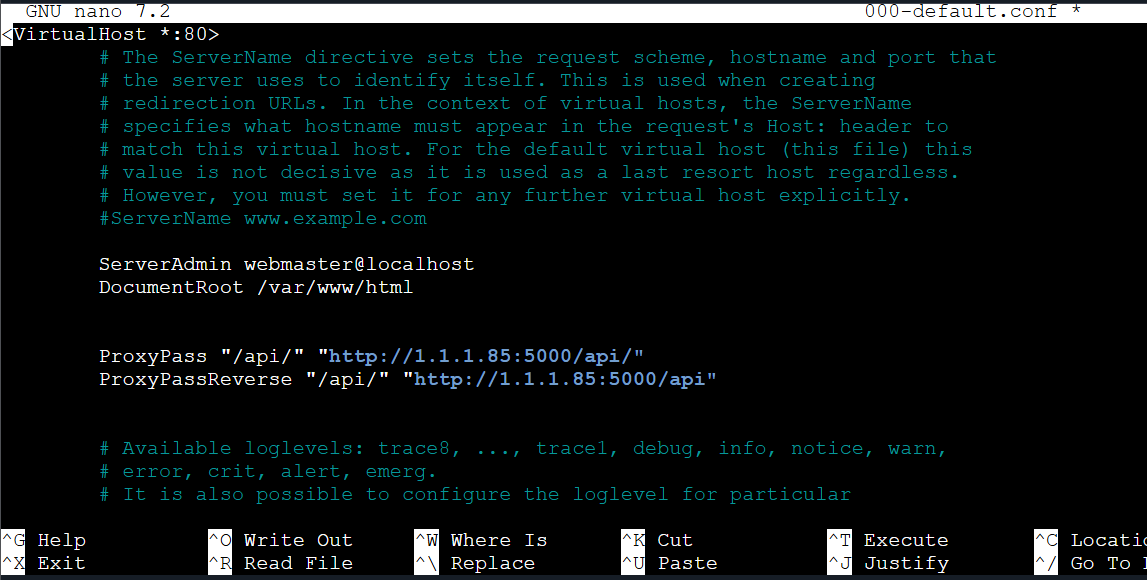 GNU nano 7.2 000-default.conf *
<VirtualHost *:80>
# The ServerName directive sets the request scheme, hostname and port that
# the server uses to identify itself. This is used when creating
# redirection URLs. In the context of virtual hosts, the ServerName
# specifies what hostname must appear in the request's Host: header to
# match this virtual host. For the default virtual host (this file) this
# value is not decisive as it is used as a last resort host regardless.
# However, you must set it for any further virtual host explicitly.
#ServerName www.example.com
ServerAdmin webmaster@localhost
DocumentRoot /var/www/html
ProxyPass "/api/" "http://1.1.1.85:5000/api/"
ProxyPassReverse "/api/" "http://1.1.1.85:5000/api"
# Available loglevels: trace8, ..., trace1, debug, info, notice, warn,
# error, crit, alert, emerg.
# It is also possible to configure the loglevel for particular
^G Help ^O Write Out ^W Where Is ^K Cut ^T Execute ^C Locatio
^X Exit ^R Read File ^\ Replace ^U Paste ^J Justify ^/ Go To